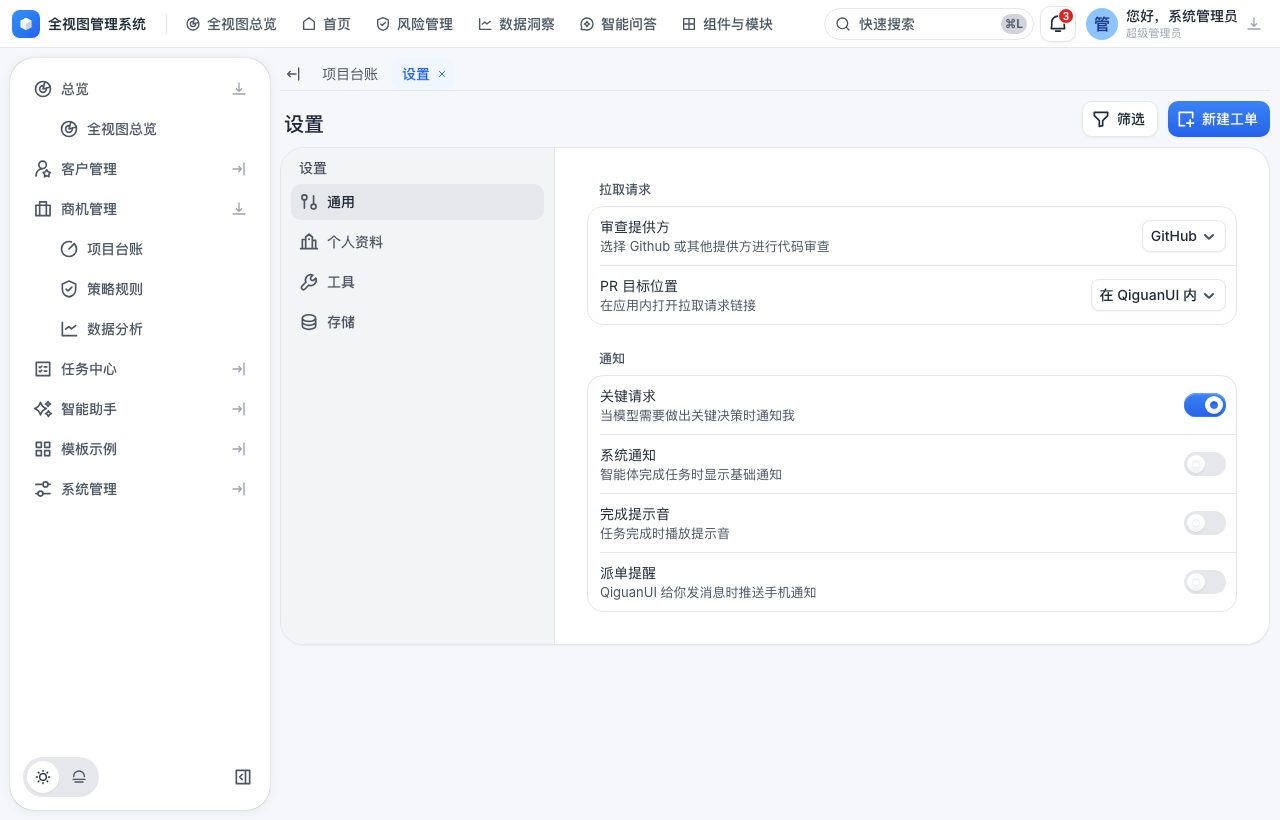 全视图管理系统
全视图总览
首页
风险管理
数据洞察
智能问答
组件与模块
快速搜索
⌘L
3
管
您好，系统管理员
超级管理员
总览
全视图总览
客户管理
商机管理
项目台账
策略规则
数据分析
任务中心
智能助手
模板示例
系统管理
项目台账
设置 ×
设置
筛选
新建工单
设置
通用
个人资料
工具
存储
拉取请求
审查提供方
选择 Github 或其他提供方进行代码审查
GitHub
PR 目标位置
在应用内打开拉取请求链接
在 QiguanUI 内
通知
关键请求
当模型需要做出关键决策时通知我
系统通知
智能体完成任务时显示基础通知
完成提示音
任务完成时播放提示音
派单提醒
QiguanUI 给你发消息时推送手机通知